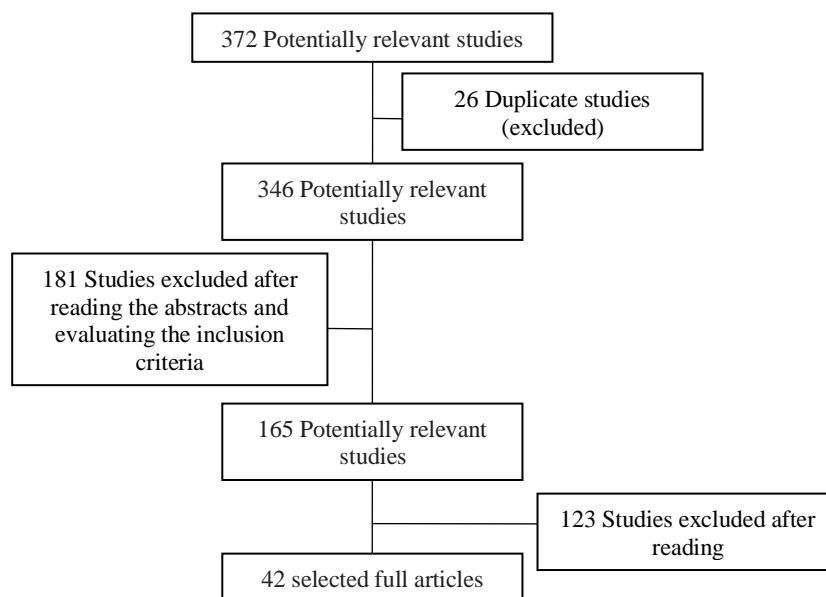 372 Potentially relevant studies
26 Duplicate studies
(excluded)
346 Potentially relevant
studies
181 Studies excluded after
reading the abstracts and
evaluating the inclusion
criteria
165 Potentially relevant
studies
123 Studies excluded after
reading
42 selected full articles